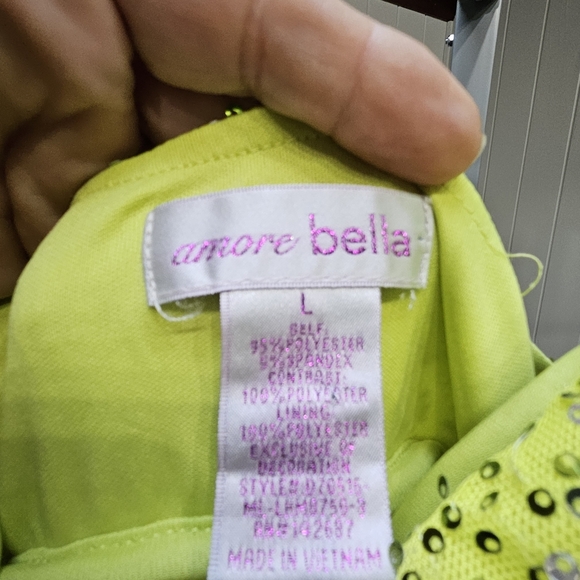 amore bella
L
SELF:
95%POLYESTER
5%SPANDEX
CONTRAST:
100%POLYESTER
LINING
100%POLYESTER
EXCLUSIVE OF
DECORATION
MADE IN VIETNAM